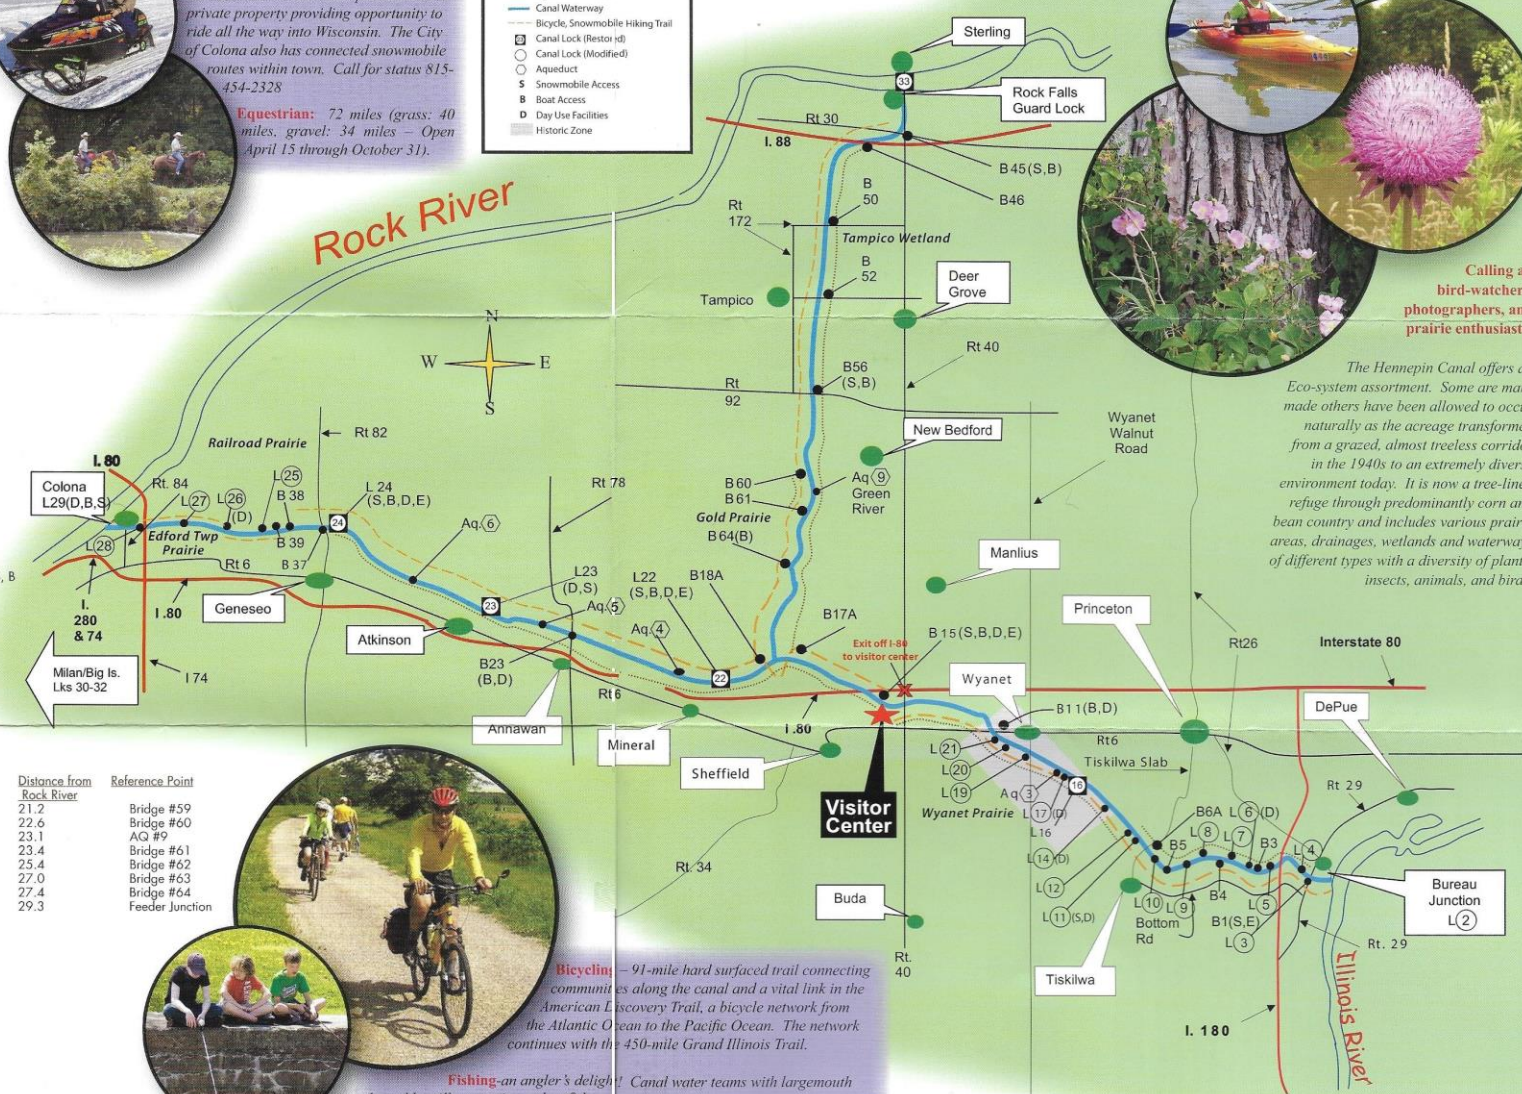 private property providing opportunity to
ride all the way into Wisconsin. The City
of Colona also has connected snowmobile
routes within town. Call for status 815-
454-2328
Equestrian: 72 miles (grass: 40
miles, gravel: 34 miles – Open
April 15 through October 31).
Canal Waterway
Bicycle, Snowmobile Hiking Trail
Canal Lock (Restored)
Canal Lock (Modified)
Aqueduct
S Snowmobile Access
B Boat Access
D Day Use Facilities
Historic Zone
Sterling
33
Rock Falls
Guard Lock
Rt 30
I. 88
B45(S,B)
B46
B
50
Rt
172
Tampico Wetland
B
52
Rock River
Tampico
Deer
Grove
N
W E
S
Rt 40
B56
(S,B)
Rt
92
New Bedford
Wyanet
Walnut
Road
Calling a
bird-watcher
photographers, an
prairie enthusiast
The Hennepin Canal offers a
Eco-system assortment. Some are ma
made others have been allowed to occ
naturally as the acreage transforme
from a grazed, almost treeless corrid
in the 1940s to an extremely divers
environment today. It is now a tree-line
refuge through predominantly corn an
bean country and includes various prair
areas, drainages, wetlands and waterwa
of different types with a diversity of plant
insects, animals, and bird
Railroad Prairie
Rt 82
I. 80
Colona
L29(D,B,S)
Rt. 84
L27
L26
(D)
L25
B 38
L 24
(S,B,D,E)
24
L28
Edford Twp
Prairie
B 39
B 37
Rt 6
, B
I.
280
& 74
I .80
Geneseo
Aq. 6
Rt 78
B 60
B 61
Aq 9
Green
River
Gold Prairie
B 64(B)
Manlius
L23
(D,S)
23
Aq. 5
L22
(S,B,D,E)
B18A
Aq. 4
22
B17A
Atkinson
B23
(B,D)
Annawan
Rt 6
Mineral
Sheffield
I .80
Milan/Big Is.
Lks 30-32
I 74
Exit off I-80
to visitor center
B 15(S,B,D,E)
Princeton
Rt26
Interstate 80
Wyanet
B11(B,D)
Rt6
Tiskilwa Slab
DePue
Rt 29
Visitor
Center
L 21
L 20
L 19
Aq 3
16
Wyanet Prairie
L 17 (D)
L 16
L 14 (D)
L 12
L 11 (S,D)
B6A
L 8
L 7
L 6 (D)
B5
B3
L 4
L 10
L 9
B4
L 5
B1(S,E)
L 3
Bottom
Rd
Bureau
Junction
L 2
Rt. 29
Tiskilwa
Buda
Rt. 34
Rt.
40
I. 180
Illinois River
Distance from Reference Point
Rock River
21.2 Bridge #59
22.6 Bridge #60
23.1 AQ #9
23.4 Bridge #61
25.4 Bridge #62
27.0 Bridge #63
27.4 Bridge #64
29.3 Feeder Junction
Bicycling – 91-mile hard surfaced trail connecting
communities along the canal and a vital link in the
American Discovery Trail, a bicycle network from
the Atlantic Ocean to the Pacific Ocean. The network
continues with the 450-mile Grand Illinois Trail.
Fishing-an angler's delight! Canal water teams with largemouth